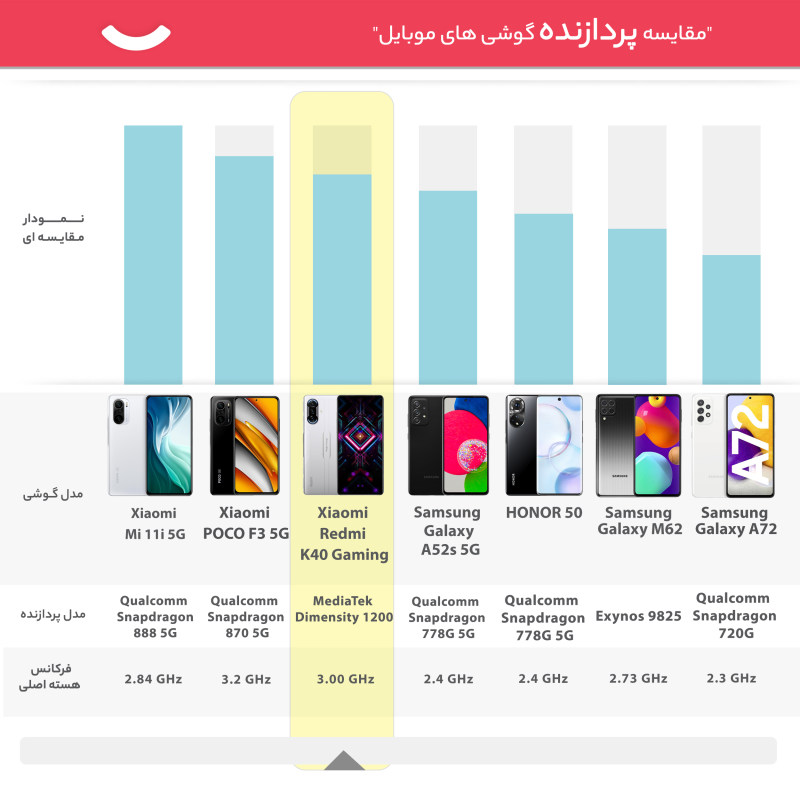 "مقایسه پردازنده گوشی های موبایل"
نـــمـــودار
مقایـسـه ای
مدل گـوشی
Xiaomi
Mi 11i 5G
Xiaomi
POCO F3 5G
Xiaomi
Redmi
K40 Gaming
Samsung
Galaxy
A52s 5G
HONOR 50
Samsung
Galaxy M62
Samsung
Galaxy A72
A72
مدل پردازنده
Qualcomm
Snapdragon
888 5G
Qualcomm
Snapdragon
870 5G
MediaTek
Dimensity 1200
Qualcomm
Snapdragon
778G 5G
Qualcomm
Snapdragon
778G 5G
Exynos 9825
Qualcomm
Snapdragon
720G
فرکانس
هسته اصلی
2.84 GHz
3.2 GHz
3.00 GHz
2.4 GHz
2.4 GHz
2.73 GHz
2.3 GHz